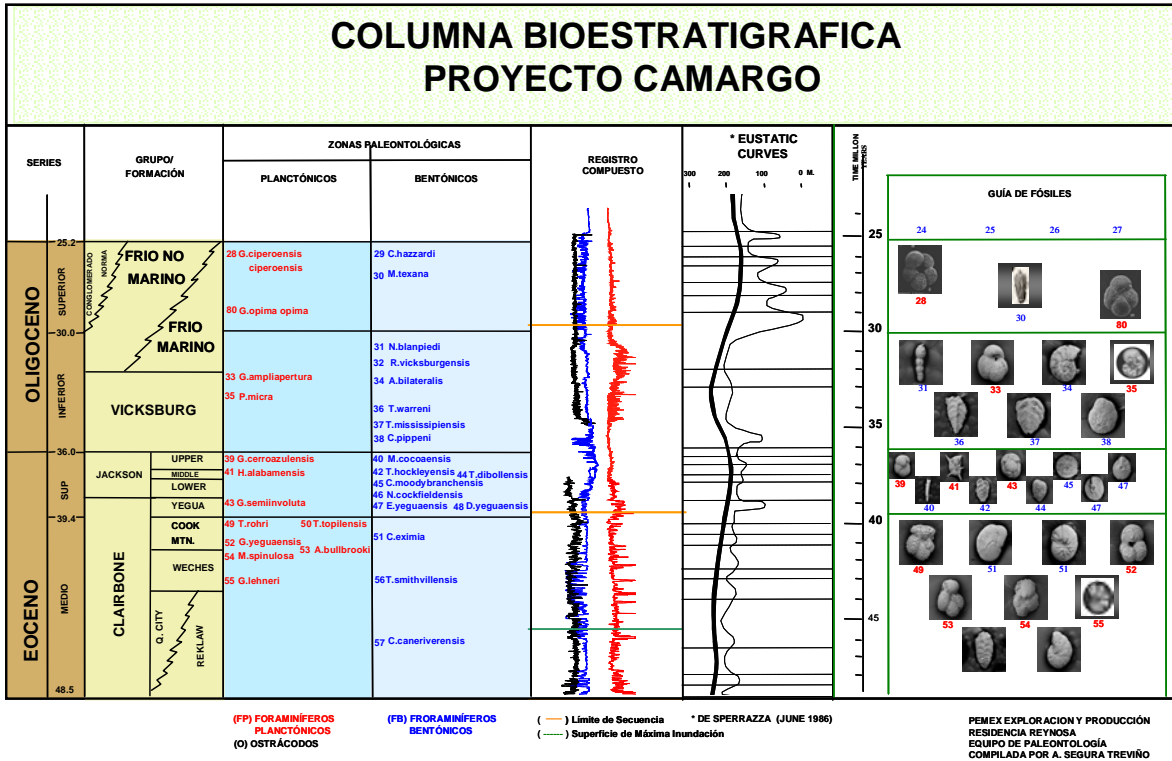 COLUMNA BIOESTRATIGRAFICA
PROYECTO CAMARGO
SERIES
GRUPO/
FORMACIÓN
ZONAS PALEONTOLÓGICAS
PLANCTÓNICOS
BENTÓNICOS
REGISTRO
COMPUESTO
* EUSTATIC
CURVES
300 200 100 0 M.
TIME MILLON
YEARS
GUÍA DE FÓSILES
24 25 26 27
OLIGOCENO
SUPERIOR
INFERIOR
EOCENO
SUP
MEDIO
25.2
30.0
36.0
39.4
48.5
CONGLOMERADO
NORMA
FRIO NO
MARINO
FRIO
MARINO
VICKSBURG
JACKSON
UPPER
MIDDLE
LOWER
CLAIRBONE
YEGUA
COOK
MTN.
WECHES
Q. CITY
REKLAW
28 G.ciperoensis
ciperoensis
80 G.opima opima
33 G.ampliapertura
35 P.micra
39 G.cerroazulensis
41 H.alabamensis
43 G.semiinvoluta
49 T.rohri 50 T.topilensis
52 G.yeguaensis
53 A.bullbrooki
54 M.spinulosa
55 G.lehneri
29 C.hazzardi
30 M.texana
31 N.blanpiedi
32 R.vicksburgensis
34 A.bilateralis
36 T.warreni
37 T.mississipiensis
38 C.pippeni
40 M.cocoaensis
42 T.hockleyensis 44 T.dibollensis
45 C.moodybranchensis
46 N.cockfieldensis
47 E.yeguaensis 48 D.yeguaensis
51 C.eximia
56 T.smithvillensis
57 C.caneriverensis
25
30
35
40
45
28 30 80
31 33 34 35
36 37 38
39 41 43 45 47
40 42 44 47
49 51 51 52
53 54 55
(FP) FORAMINÍFEROS
PLANCTÓNICOS
(O) OSTRÁCODOS
(FB) FRORAMINÍFEROS
BENTÓNICOS
( — ) Límite de Secuencia
( ------ ) Superficie de Máxima Inundación
* DE SPERRAZZA (JUNE 1986)
PEMEX EXPLORACION Y PRODUCCIÓN
RESIDENCIA REYNOSA
EQUIPO DE PALEONTOLOGÍA
COMPILADA POR A. SEGURA TREVIÑO